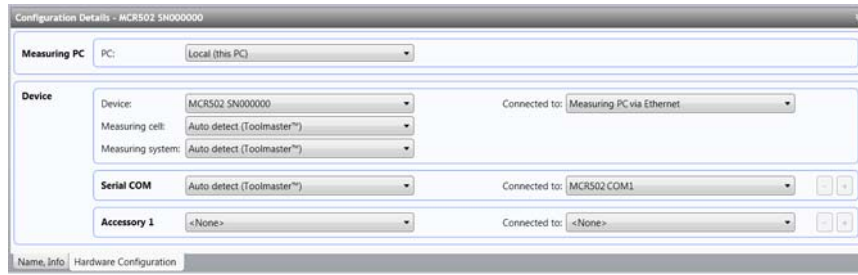 Configuration Details - MCR502 SN000000
Measuring PC PC: Local (this PC)
Device Device: MCR502 SN000000 Connected to: Measuring PC via Ethernet
Measuring cell: Auto detect (Toolmaster™)
Measuring system: Auto detect (Toolmaster™)
Serial COM Auto detect (Toolmaster™) Connected to: MCR502 COM1 - +
Accessory 1 <None> Connected to: <None> - +
Name, Info Hardware Configuration